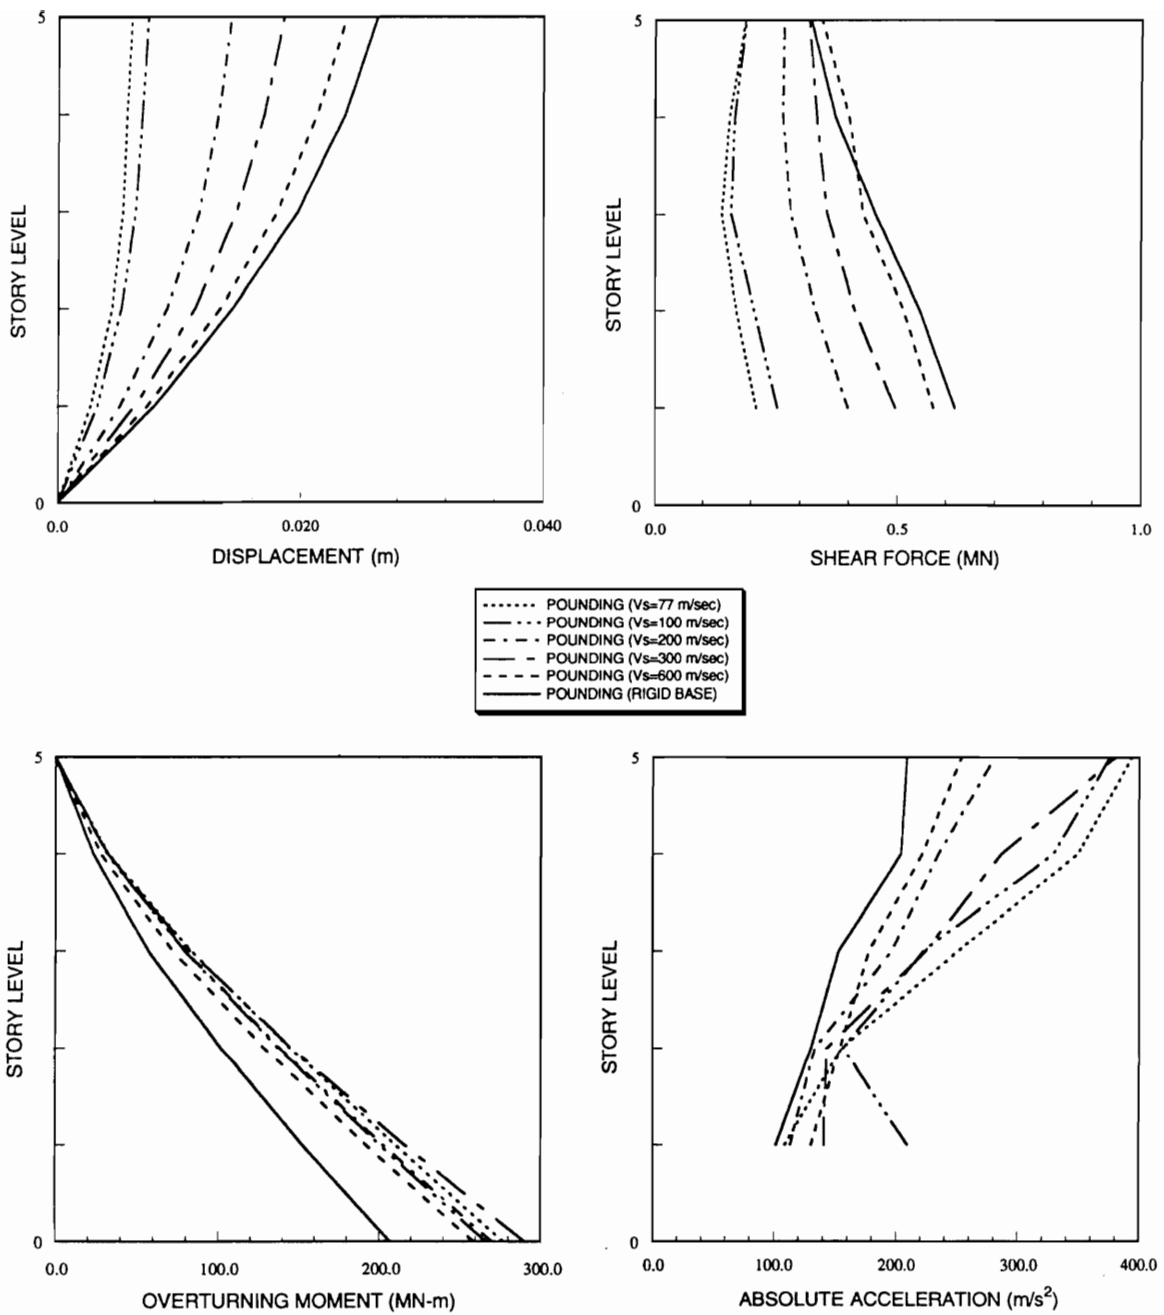 5
STORY LEVEL
0
0.0
0.020
0.040
DISPLACEMENT (m)
5
STORY LEVEL
0
0.0
0.5
1.0
SHEAR FORCE (MN)
POUNDING (Vs=77 m/sec)
POUNDING (Vs=100 m/sec)
POUNDING (Vs=200 m/sec)
POUNDING (Vs=300 m/sec)
POUNDING (Vs=600 m/sec)
POUNDING (RIGID BASE)
5
STORY LEVEL
0
0.0
100.0
200.0
300.0
OVERTURNING MOMENT (MN-m)
5
STORY LEVEL
0
0.0
100.0
200.0
300.0
400.0
ABSOLUTE ACCELERATION (m/s²)